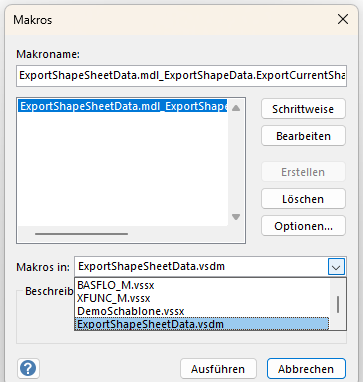 Makros
Makroname:
ExportShapeSheetData.mdl_ExportShapeData.ExportCurrentSha
ExportShapeSheetData.mdl_ExportShape
Schrittweise
Bearbeiten
Erstellen
Löschen
Optionen...
Makros in:
ExportShapeSheetData.vsdm
BASFLO_M.vssx
XFUNC_M.vssx
DemoSchablone.vssx
ExportShapeSheetData.vsdm
Beschreib
?
Ausführen
Abbrechen